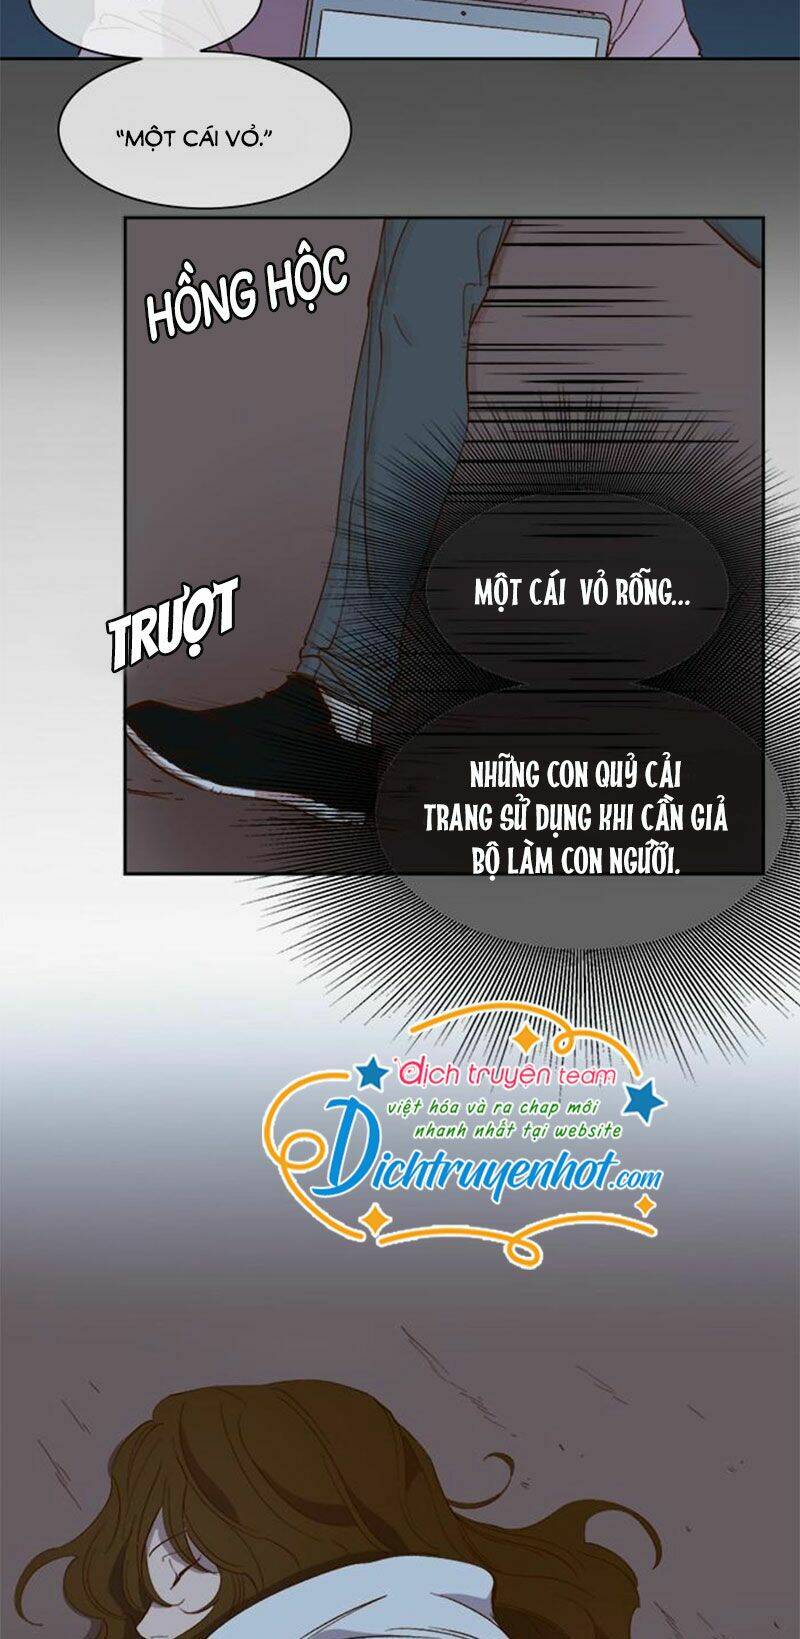 “MỘT CÁI VỎ.”
HỒNG HỘC
TRƯỢT
MỘT CÁI VỎ RỖNG...
NHỮNG CON QUỶ CẢI
TRANG SỬ DỤNG KHI CẦN GIẢ
BỘ LÀM CON NGƯỜI.
dịch truyện team
việt hóa và ra chap mới
nhanh nhất tại website
Dichtruyenhot.com